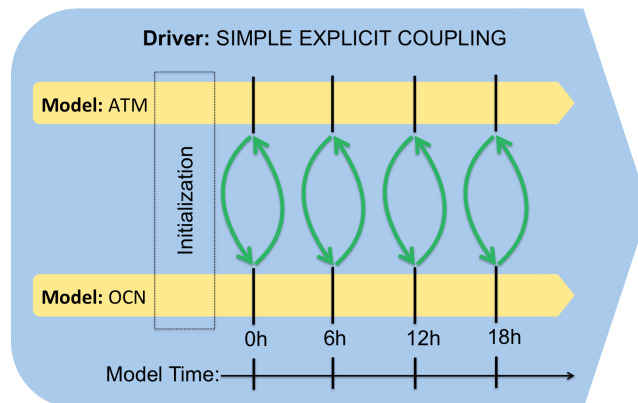 Driver: SIMPLE EXPLICIT COUPLING
Model: ATM
Initialization
Model: OCN
0h 6h 12h 18h
Model Time: